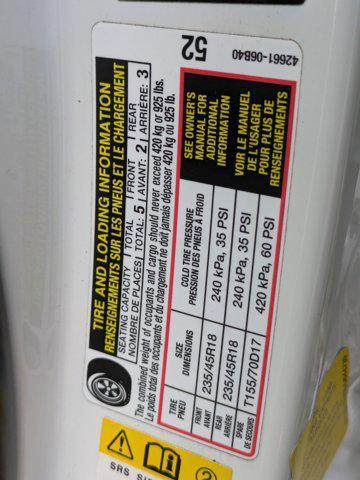 42661-06B40
52
TIRE AND LOADING INFORMATION
RENSEIGNEMENTS SUR LES PNEUS ET LE CHARGEMENT
SEATING CAPACITY TOTAL FRONT REAR
NOMBRE DE PLACES TOTAL: 5 AVANT: 2 ARRIÈRE: 3
The combined weight of occupants and cargo should never exceed 420 kg or 925 lbs.
Le poids total des occupants et du chargement ne doit jamais dépasser 420 kg ou 925 lb.
TIRE SIZE COLD TIRE PRESSURE
PNEU DIMENSIONS PRESSION DES PNEUS À FROID
FRONT
AVANT 235/45R18 240 kPa, 35 PSI
REAR
ARRIÈRE 235/45R18 240 kPa, 35 PSI
SPARE
DE SECOURS T155/70D17 420 kPa, 60 PSI
SEE OWNER'S
MANUAL FOR
ADDITIONAL
INFORMATION
VOIR LE MANUEL
DE L'USAGER
POUR PLUS DE
RENSEIGNEMENTS
SRS